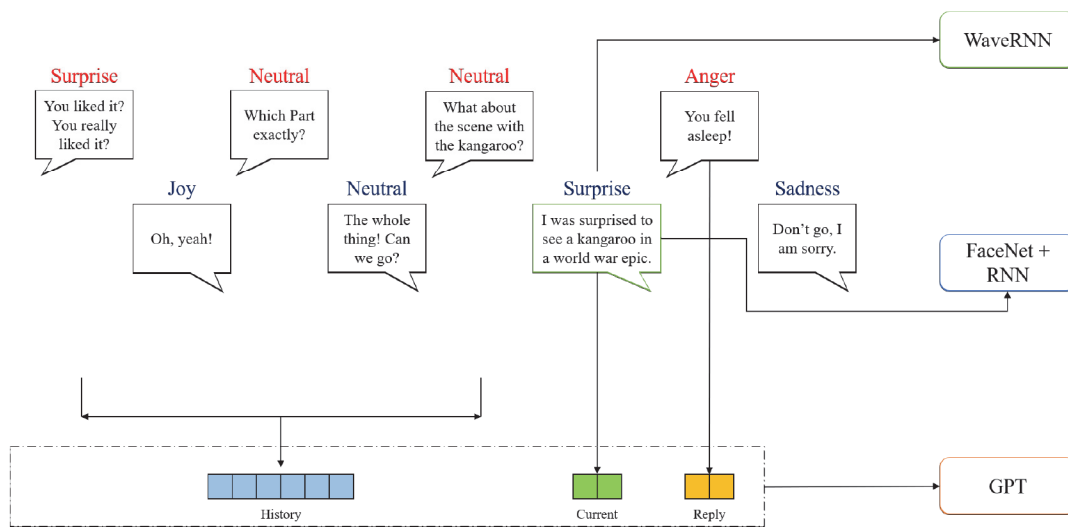 WaveRNN
Surprise
Neutral
Neutral
Anger
You liked it?
You really
liked it?
Which Part
exactly?
What about
the scene with
the kangaroo?
You fell
asleep!
Joy
Neutral
Surprise
Sadness
Oh, yeah!
The whole
thing! Can
we go?
I was surprised to
see a kangaroo in
a world war epic.
Don't go, I
am sorry.
FaceNet +
RNN
History
Current
Reply
GPT